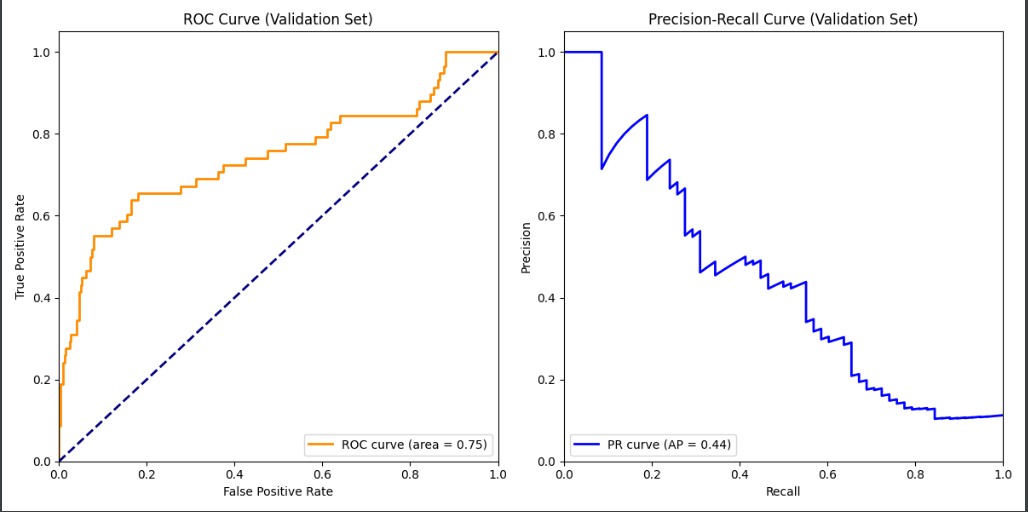 ROC Curve (Validation Set)
1.0
0.8
0.6
0.4
0.2
0.0
True Positive Rate
ROC curve (area = 0.75)
0.0 0.2 0.4 0.6 0.8 1.0
False Positive Rate
Precision-Recall Curve (Validation Set)
1.0
0.8
0.6
0.4
0.2
0.0
Precision
PR curve (AP = 0.44)
0.0 0.2 0.4 0.6 0.8 1.0
Recall